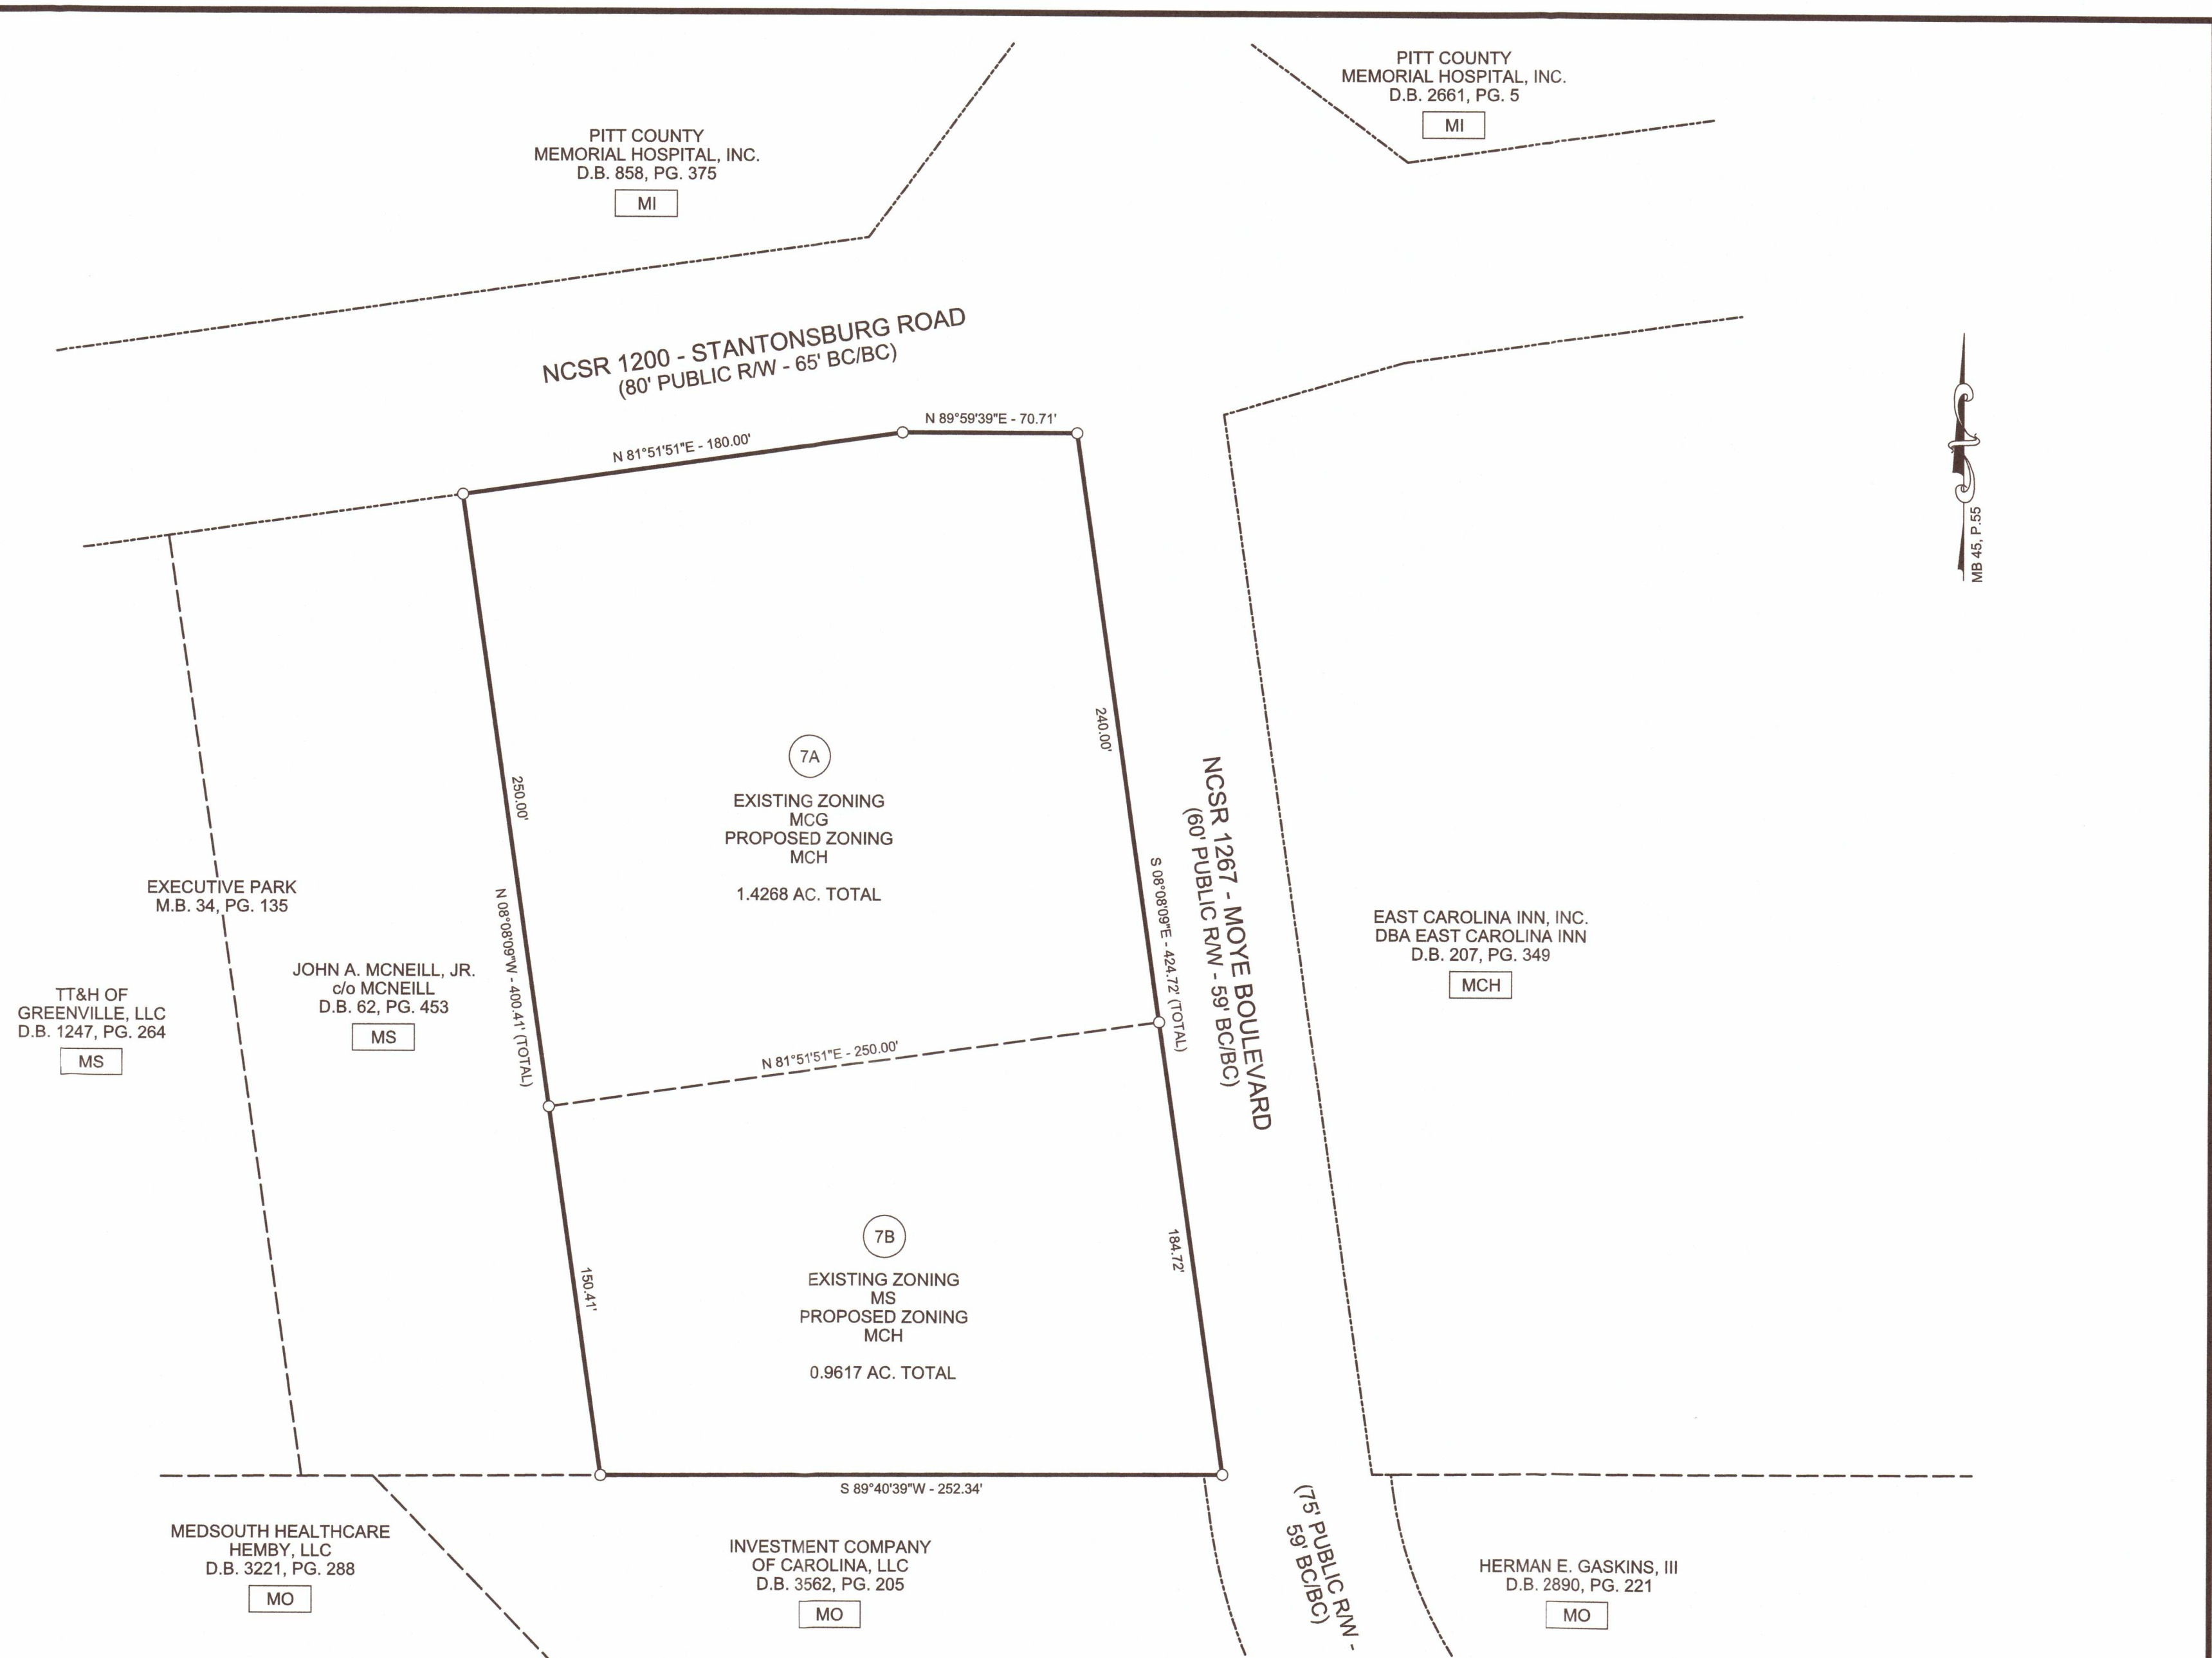 PITT COUNTY
MEMORIAL HOSPITAL, INC.
D.B. 2661, PG. 5
MI
PITT COUNTY
MEMORIAL HOSPITAL, INC.
D.B. 858, PG. 375
MI
NCSR 1200 - STANTONSBURG ROAD
(80' PUBLIC R/W - 65' BC/BC)
N 89°59'39"E - 70.71'
N 81°51'51"E - 180.00'
MB 45, P.55
240.00'
250.00'
7A
EXISTING ZONING
MCG
PROPOSED ZONING
MCH
1.4268 AC. TOTAL
NCSR 1267 - MOYE BOULEVARD
(60' PUBLIC R/W - 59' BC/BC)
S 08°08'09"E - 424.72' (TOTAL)
N 08°08'09"W - 400.41' (TOTAL)
EXECUTIVE PARK
M.B. 34, PG. 135
EAST CAROLINA INN, INC.
DBA EAST CAROLINA INN
D.B. 207, PG. 349
MCH
JOHN A. MCNEILL, JR.
c/o MCNEILL
D.B. 62, PG. 453
MS
TT&H OF
GREENVILLE, LLC
D.B. 1247, PG. 264
MS
N 81°51'51"E - 250.00'
7B
EXISTING ZONING
MS
PROPOSED ZONING
MCH
0.9617 AC. TOTAL
184.72'
150.41'
S 89°40'39"W - 252.34'
(75' PUBLIC R/W -
59' BC/BC)
MEDSOUTH HEALTHCARE
HEMBY, LLC
D.B. 3221, PG. 288
MO
INVESTMENT COMPANY
OF CAROLINA, LLC
D.B. 3562, PG. 205
MO
HERMAN E. GASKINS, III
D.B. 2890, PG. 221
MO